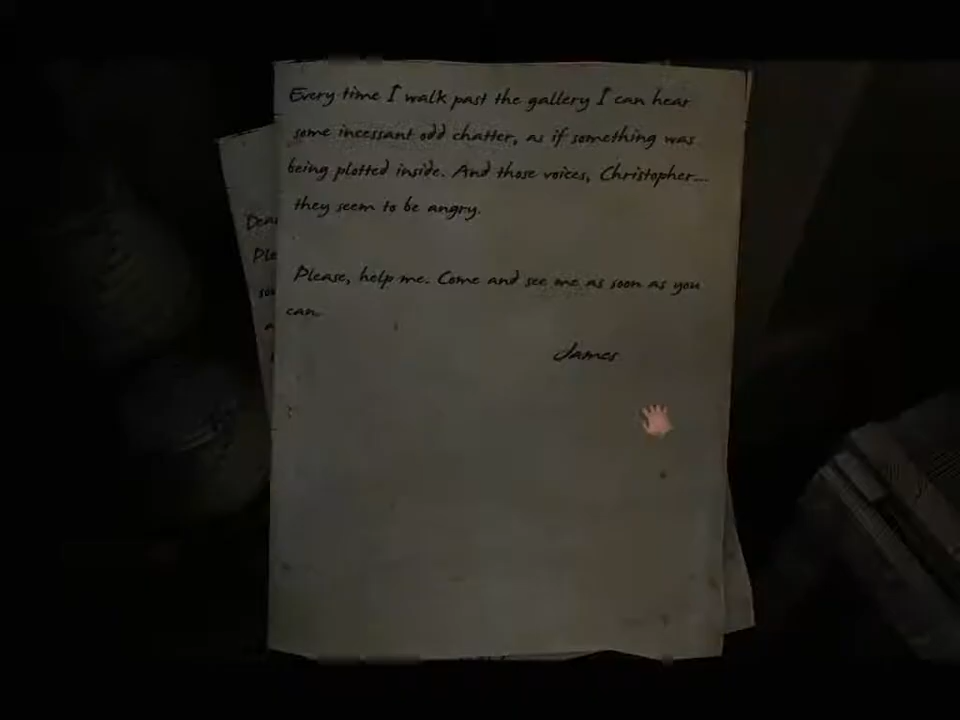 Every time I walk past the gallery I can hear
some incessant odd chatter, as if something was
being plotted inside. And those voices, Christopher...
they seem to be angry.
Please, help me. Come and see me as soon as you
can.
James